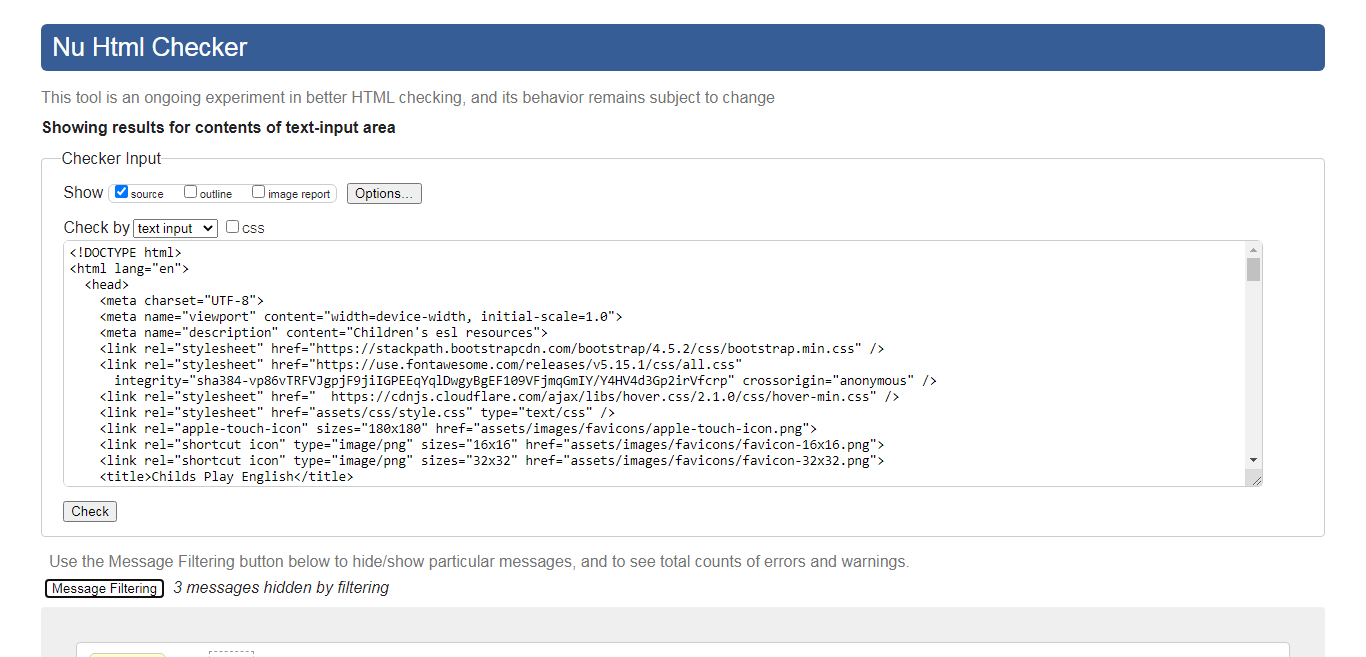 Nu Html Checker
This tool is an ongoing experiment in better HTML checking, and its behavior remains subject to change
Showing results for contents of text-input area
Checker Input
Show source outline image report Options...
Check by text input css
<!DOCTYPE html>
<html lang="en">
<head>
<meta charset="UTF-8">
<meta name="viewport" content="width=device-width, initial-scale=1.0">
<meta name="description" content="Children's esl resources">
<link rel="stylesheet" href="https://stackpath.bootstrapcdn.com/bootstrap/4.5.2/css/bootstrap.min.css" />
<link rel="stylesheet" href="https://use.fontawesome.com/releases/v5.15.1/css/all.css"
integrity="sha384-vp86vTRFVJgpjF9jiIGPEEqYqlDwgyBgEF109VFjmqGmIY/Y4HV4d3Gp2irVfcrp" crossorigin="anonymous" />
<link rel="stylesheet" href="  https://cdnjs.cloudflare.com/ajax/libs/hover.css/2.1.0/css/hover-min.css" />
<link rel="stylesheet" href="assets/css/style.css" type="text/css" />
<link rel="apple-touch-icon" sizes="180x180" href="assets/images/favicons/apple-touch-icon.png">
<link rel="shortcut icon" type="image/png" sizes="16x16" href="assets/images/favicons/favicon-16x16.png">
<link rel="shortcut icon" type="image/png" sizes="32x32" href="assets/images/favicons/favicon-32x32.png">
<title>Childs Play English</title>
Check
Use the Message Filtering button below to hide/show particular messages, and to see total counts of errors and warnings.
Message Filtering 3 messages hidden by filtering